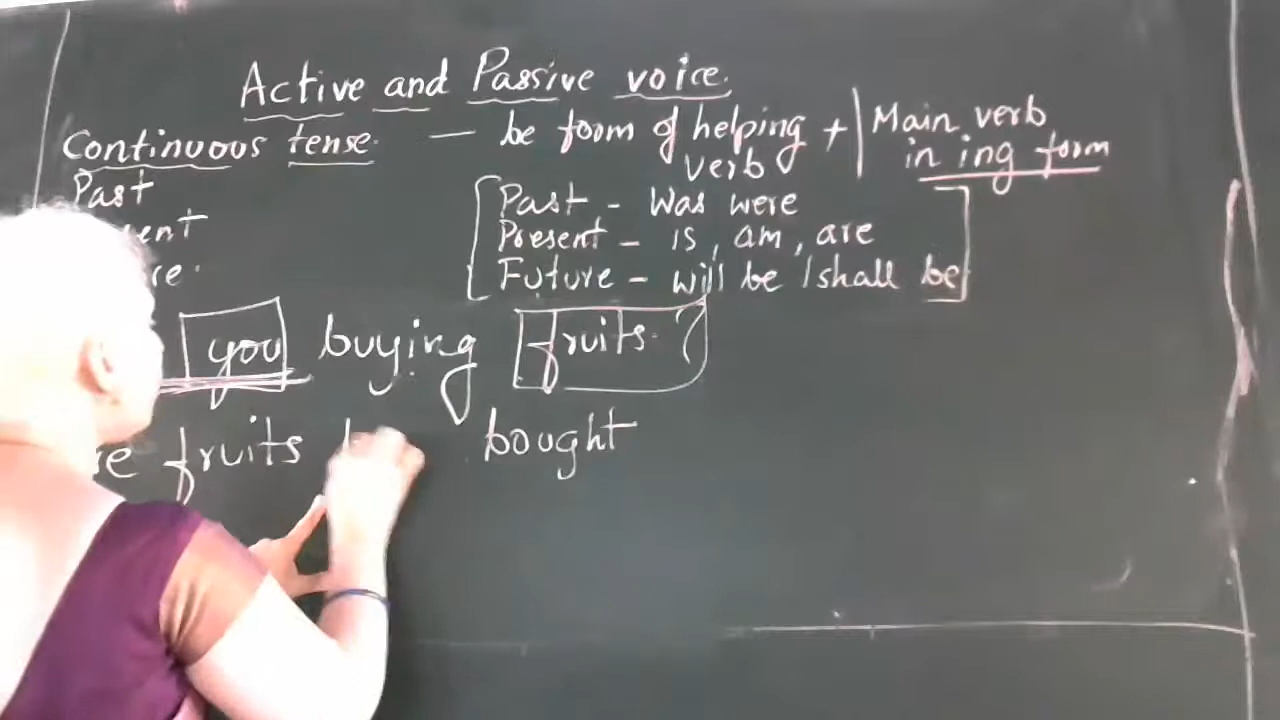 Active and Passive voice.
Continuous tense. — be form of helping verb + | Main verb in ing form
Past
Past - Was were
Present - is, am, are
Future - will be / shall be
you buying fruits?
fruits bought